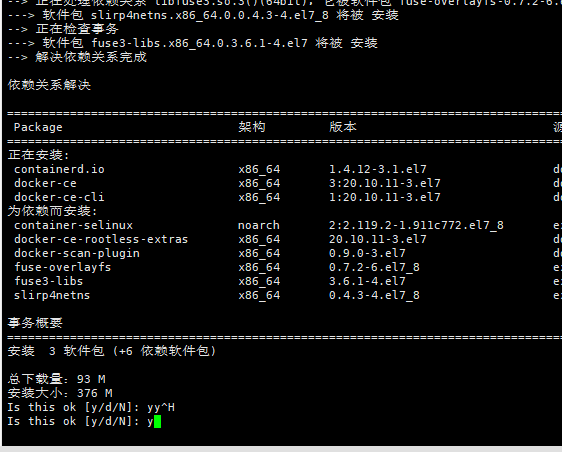 --> 正在处理依赖关系 libfuse3.so.3()(64bit), 它被软件包 fuse-overlayfs-0.7.2-6.
---> 软件包 slirp4netns.x86_64.0.0.4.3-4.el7_8 将被 安装
--> 正在检查事务
---> 软件包 fuse3-libs.x86_64.0.3.6.1-4.el7 将被 安装
--> 解决依赖关系完成
依赖关系解决
Package 架构 版本
正在安装:
containerd.io x86_64 1.4.12-3.1.el7
docker-ce x86_64 3:20.10.11-3.el7
docker-ce-cli x86_64 1:20.10.11-3.el7
为依赖而安装:
container-selinux noarch 2:2.119.2-1.911c772.el7_8
docker-ce-rootless-extras x86_64 20.10.11-3.el7
docker-scan-plugin x86_64 0.9.0-3.el7
fuse-overlayfs x86_64 0.7.2-6.el7_8
fuse3-libs x86_64 3.6.1-4.el7
slirp4netns x86_64 0.4.3-4.el7_8
事务概要
安装 3 软件包 (+6 依赖软件包)
总下载量：93 M
安装大小：376 M
Is this ok [y/d/N]: yy^H
Is this ok [y/d/N]: y